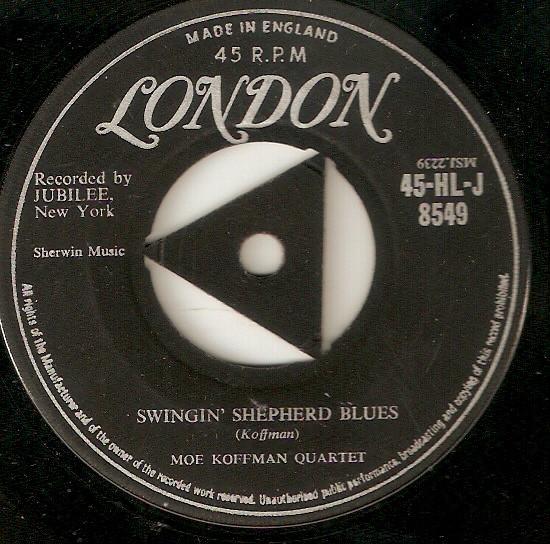 MADE IN ENGLAND
45 R.P.M
LONDON
Recorded by
JUBILEE,
New York
MSJ.2239
45-HL-J
8549
Sherwin Music
SWINGIN' SHEPHERD BLUES
(Koffman)
MOE KOFFMAN QUARTET
All rights of the Manufacturer and of the owner of the recorded work reserved. Unauthorised public performance, broadcasting and copying of this record prohibited.